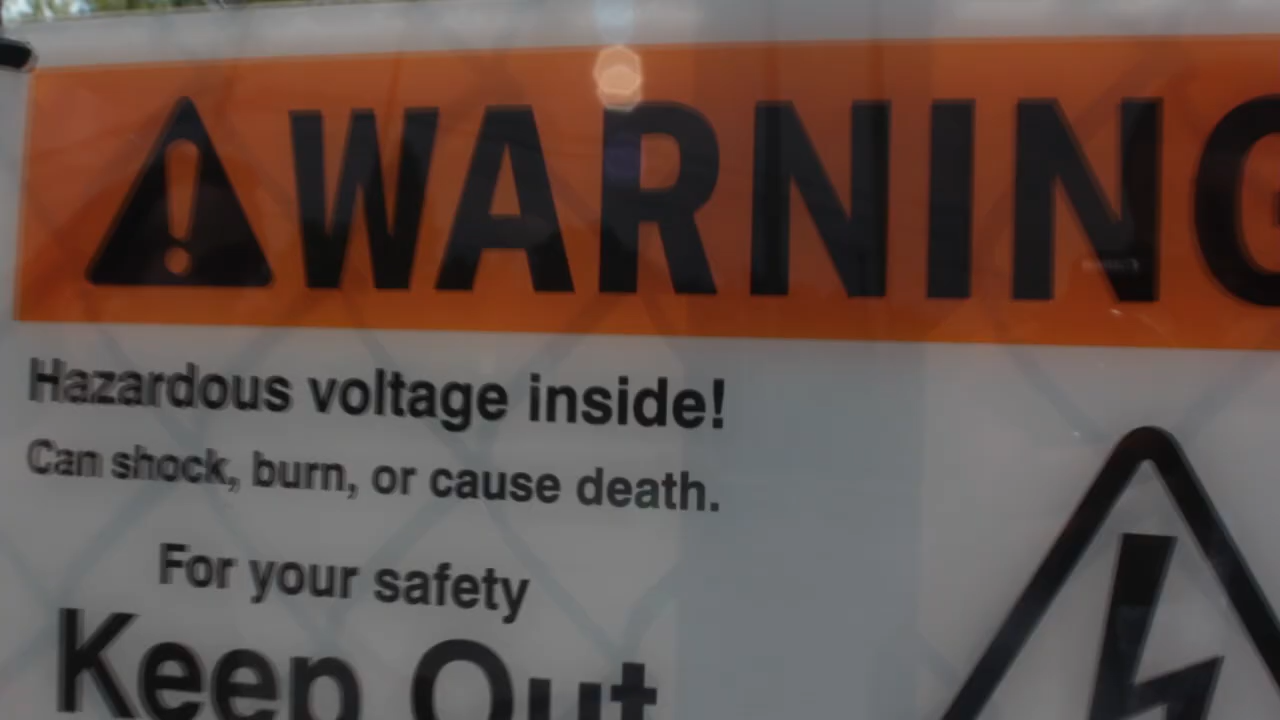 WARNING
Hazardous voltage inside!
Can shock, burn, or cause death.
For your safety
Keep Out